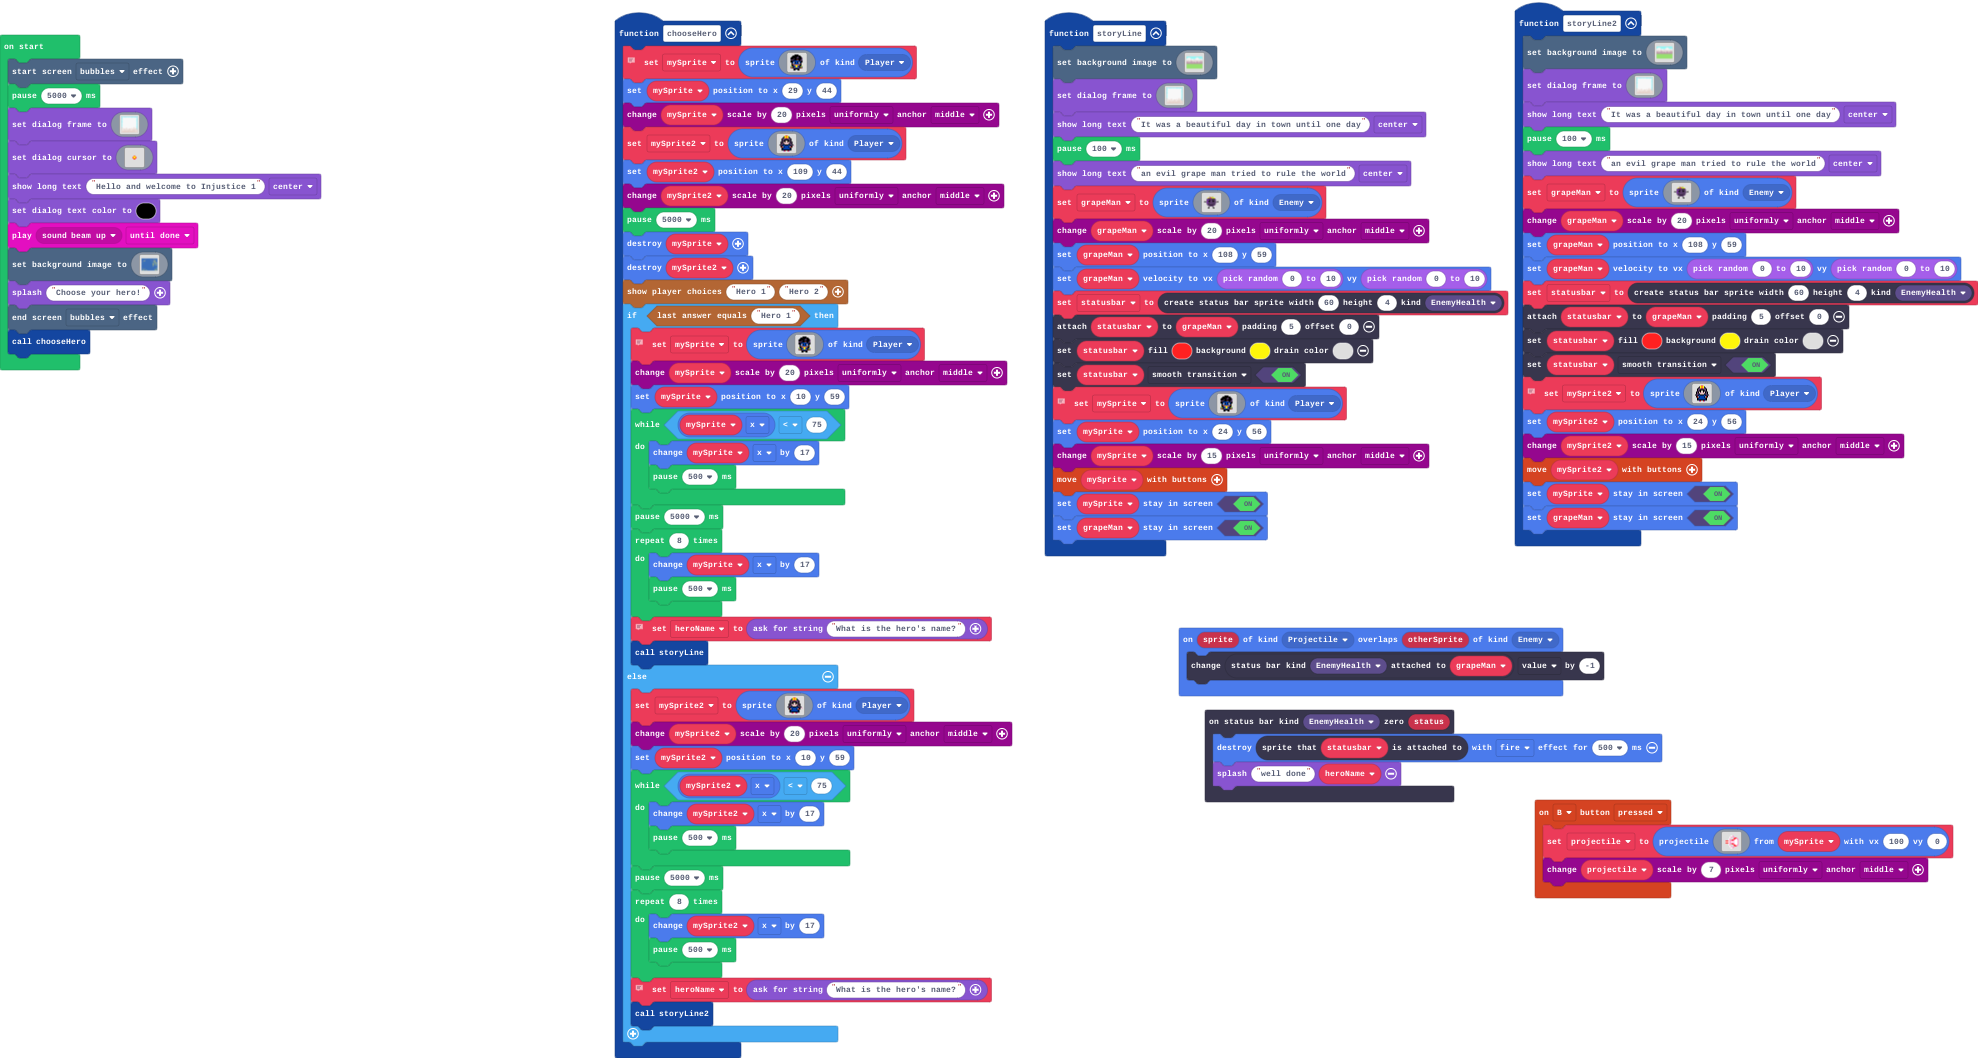 on start
start screen bubbles effect
pause 5000 ms
set dialog frame to
set dialog cursor to
show long text "Hello and welcome to Injustice 1" center
set dialog text color to
play sound beam up until done
set background image to
splash "Choose your hero!"
end screen bubbles effect
call chooseHero
function chooseHero
set mySprite to sprite of kind Player
set mySprite position to x 29 y 44
change mySprite scale by 20 pixels uniformly anchor middle
set mySprite2 to sprite of kind Player
set mySprite2 position to x 109 y 44
change mySprite2 scale by 20 pixels uniformly anchor middle
pause 5000 ms
destroy mySprite
destroy mySprite2
show player choices "Hero 1" "Hero 2"
if last answer equals "Hero 1" then
set mySprite to sprite of kind Player
change mySprite scale by 20 pixels uniformly anchor middle
set mySprite position to x 10 y 59
while mySprite x < 75
do
change mySprite x by 17
pause 500 ms
pause 5000 ms
repeat 8 times
do
change mySprite x by 17
pause 500 ms
set heroName to ask for string "What is the hero's name?"
call storyLine
else
set mySprite2 to sprite of kind Player
change mySprite2 scale by 20 pixels uniformly anchor middle
set mySprite2 position to x 10 y 59
while mySprite2 x < 75
do
change mySprite2 x by 17
pause 500 ms
pause 5000 ms
repeat 8 times
do
change mySprite2 x by 17
pause 500 ms
set heroName to ask for string "What is the hero's name?"
call storyLine2
function storyLine
set background image to
set dialog frame to
show long text "It was a beautiful day in town until one day" center
pause 100 ms
show long text "an evil grape man tried to rule the world" center
set grapeMan to sprite of kind Enemy
change grapeMan scale by 20 pixels uniformly anchor middle
set grapeMan position to x 108 y 59
set grapeMan velocity to vx pick random 0 to 10 vy pick random 0 to 10
set statusbar to create status bar sprite width 60 height 4 kind EnemyHealth
attach statusbar to grapeMan padding 5 offset 0
set statusbar fill background drain color
set statusbar smooth transition ON
set mySprite to sprite of kind Player
set mySprite position to x 24 y 56
change mySprite scale by 15 pixels uniformly anchor middle
move mySprite with buttons
set mySprite stay in screen ON
set grapeMan stay in screen ON
function storyLine2
set background image to
set dialog frame to
show long text "It was a beautiful day in town until one day" center
pause 100 ms
show long text "an evil grape man tried to rule the world" center
set grapeMan to sprite of kind Enemy
change grapeMan scale by 20 pixels uniformly anchor middle
set grapeMan position to x 108 y 59
set grapeMan velocity to vx pick random 0 to 10 vy pick random 0 to 10
set statusbar to create status bar sprite width 60 height 4 kind EnemyHealth
attach statusbar to grapeMan padding 5 offset 0
set statusbar fill background drain color
set statusbar smooth transition ON
set mySprite2 to sprite of kind Player
set mySprite2 position to x 24 y 56
change mySprite2 scale by 15 pixels uniformly anchor middle
move mySprite2 with buttons
set mySprite stay in screen ON
set grapeMan stay in screen ON
on sprite of kind Projectile overlaps otherSprite of kind Enemy
change status bar kind EnemyHealth attached to grapeMan value by -1
on status bar kind EnemyHealth zero status
destroy sprite that statusbar is attached to with fire effect for 500 ms
splash "well done" heroName
on B button pressed
set projectile to projectile from mySprite with vx 100 vy 0
change projectile scale by 7 pixels uniformly anchor middle